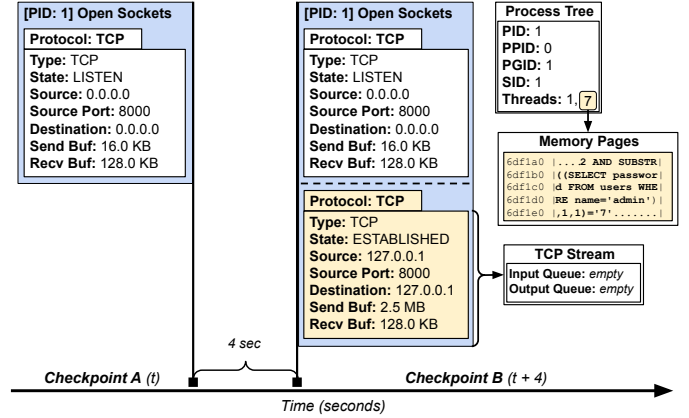 [PID: 1] Open Sockets
Protocol: TCP
Type: TCP
State: LISTEN
Source: 0.0.0.0
Source Port: 8000
Destination: 0.0.0.0
Send Buf: 16.0 KB
Recv Buf: 128.0 KB
[PID: 1] Open Sockets
Protocol: TCP
Type: TCP
State: LISTEN
Source: 0.0.0.0
Source Port: 8000
Destination: 0.0.0.0
Send Buf: 16.0 KB
Recv Buf: 128.0 KB
Protocol: TCP
Type: TCP
State: ESTABLISHED
Source: 127.0.0.1
Source Port: 8000
Destination: 127.0.0.1
Send Buf: 2.5 MB
Recv Buf: 128.0 KB
Process Tree
PID: 1
PPID: 0
PGID: 1
SID: 1
Threads: 1, 7
Memory Pages
6df1a0 |....2 AND SUBSTR|
6df1b0 |((SELECT passwor|
6df1c0 |d FROM users WHE|
6df1d0 |RE name='admin')|
6df1e0 |,1,1)='7'.......|
TCP Stream
Input Queue: empty
Output Queue: empty
4 sec
Checkpoint A (t)
Checkpoint B (t + 4)
Time (seconds)